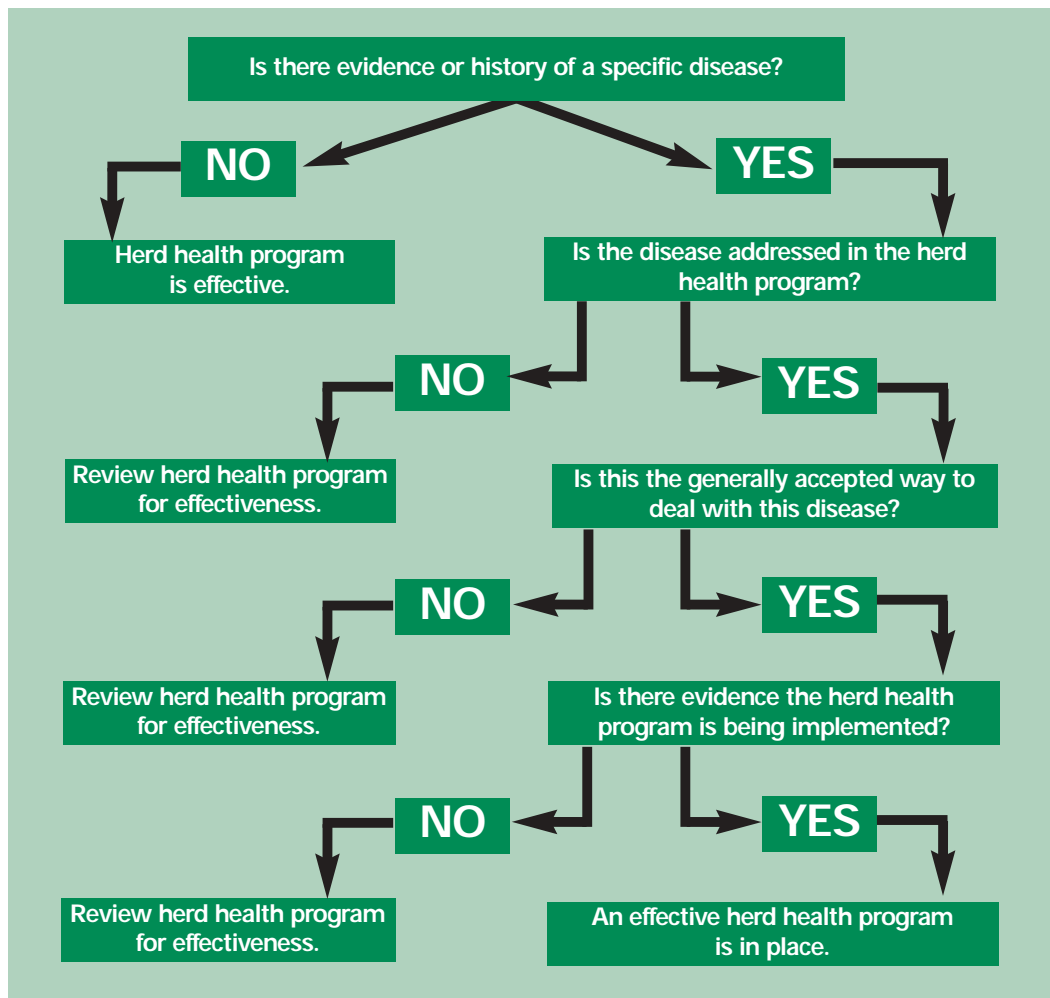 Is there evidence or history of a specific disease?
NO
YES
Herd health program
is effective.
Is the disease addressed in the herd
health program?
NO
YES
Review herd health program
for effectiveness.
Is this the generally accepted way to
deal with this disease?
NO
YES
Review herd health program
for effectiveness.
Is there evidence the herd health
program is being implemented?
NO
YES
Review herd health program
for effectiveness.
An effective herd health program
is in place.